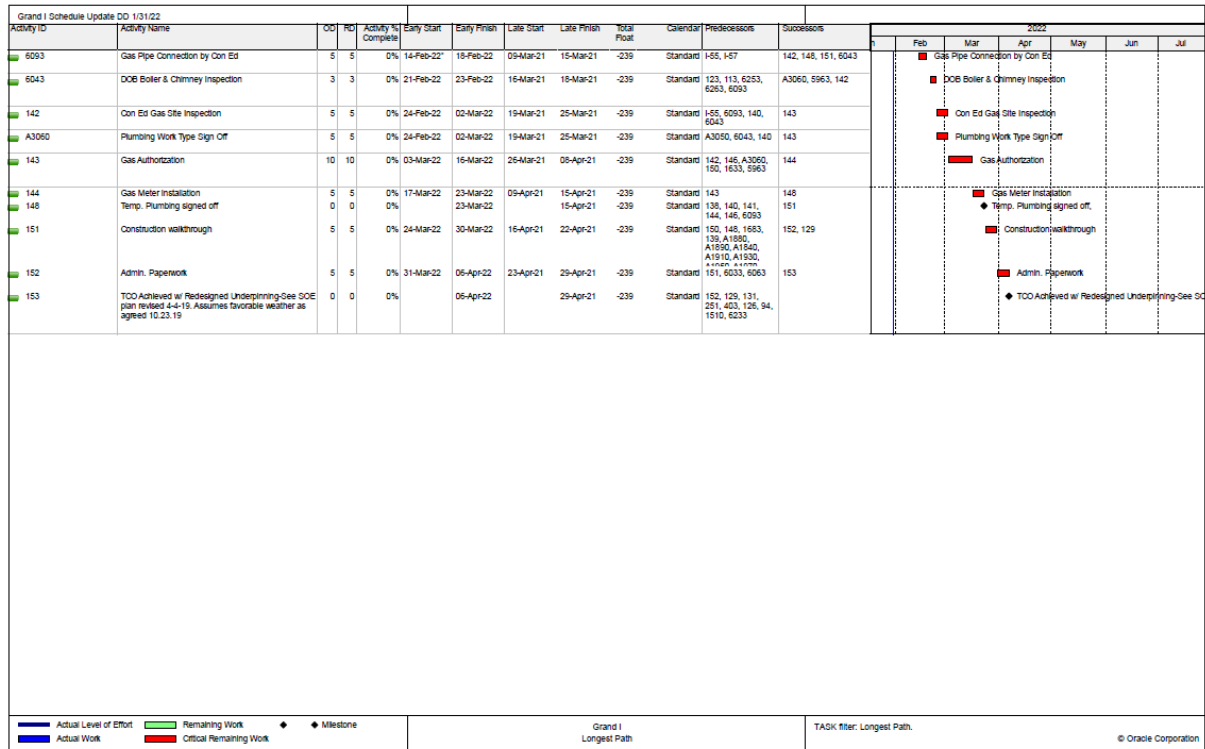 Grand I Schedule Update DD 1/31/22
Activity ID Activity Name OD RD Activity % Complete Early Start Early Finish Late Start Late Finish Total Float Calendar Predecessors Successors 2022
Feb Mar Apr May Jun Jul
6093 Gas Pipe Connection by Con Ed 5 5 0% 14-Feb-22* 18-Feb-22 09-Mar-21 15-Mar-21 -239 Standard I-55, I-57 142, 148, 151, 6043 Gas Pipe Connection by Con Ed
6043 DOB Boiler & Chimney Inspection 3 3 0% 21-Feb-22 23-Feb-22 16-Mar-21 18-Mar-21 -239 Standard 123, 113, 6253, A3060, 5963, 142 DOB Boiler & Chimney Inspection
6263, 6093
142 Con Ed Gas Site Inspection 5 5 0% 24-Feb-22 02-Mar-22 19-Mar-21 25-Mar-21 -239 Standard I-55, 6093, 140, 143 Con Ed Gas Site Inspection
6043
A3060 Plumbing Work Type Sign Off 5 5 0% 24-Feb-22 02-Mar-22 19-Mar-21 25-Mar-21 -239 Standard A3050, 6043, 140 143 Plumbing Work Type Sign Off
143 Gas Authorization 10 10 0% 03-Mar-22 16-Mar-22 26-Mar-21 08-Apr-21 -239 Standard 142, 146, A3060, 144 Gas Authorization
150, 1633, 5963
144 Gas Meter Installation 5 5 0% 17-Mar-22 23-Mar-22 09-Apr-21 15-Apr-21 -239 Standard 143 148 Gas Meter Installation
148 Temp. Plumbing signed off 0 0 0% 23-Mar-22 15-Apr-21 -239 Standard 138, 140, 141, 151 Temp. Plumbing signed off,
144, 146, 6093
151 Construction walkthrough 5 5 0% 24-Mar-22 30-Mar-22 16-Apr-21 22-Apr-21 -239 Standard 150, 148, 1683, 152, 129 Construction walkthrough
139, A1880,
A1890, A1840,
A1910, A1930,
152 Admin. Paperwork 5 5 0% 31-Mar-22 06-Apr-22 23-Apr-21 29-Apr-21 -239 Standard 151, 6033, 6063 153 Admin. Paperwork
153 TCO Achieved w/ Redesigned Underpinning-See SOE 0 0 0% 06-Apr-22 29-Apr-21 -239 Standard 152, 129, 131, TCO Achieved w/ Redesigned Underpinning-See SO
plan revised 4-4-19. Assumes favorable weather as 251, 403, 126, 94,
agreed 10.23.19 1510, 6233
Actual Level of Effort Remaining Work Milestone
Actual Work Critical Remaining Work
Grand I
Longest Path
TASK filter: Longest Path.
© Oracle Corporation